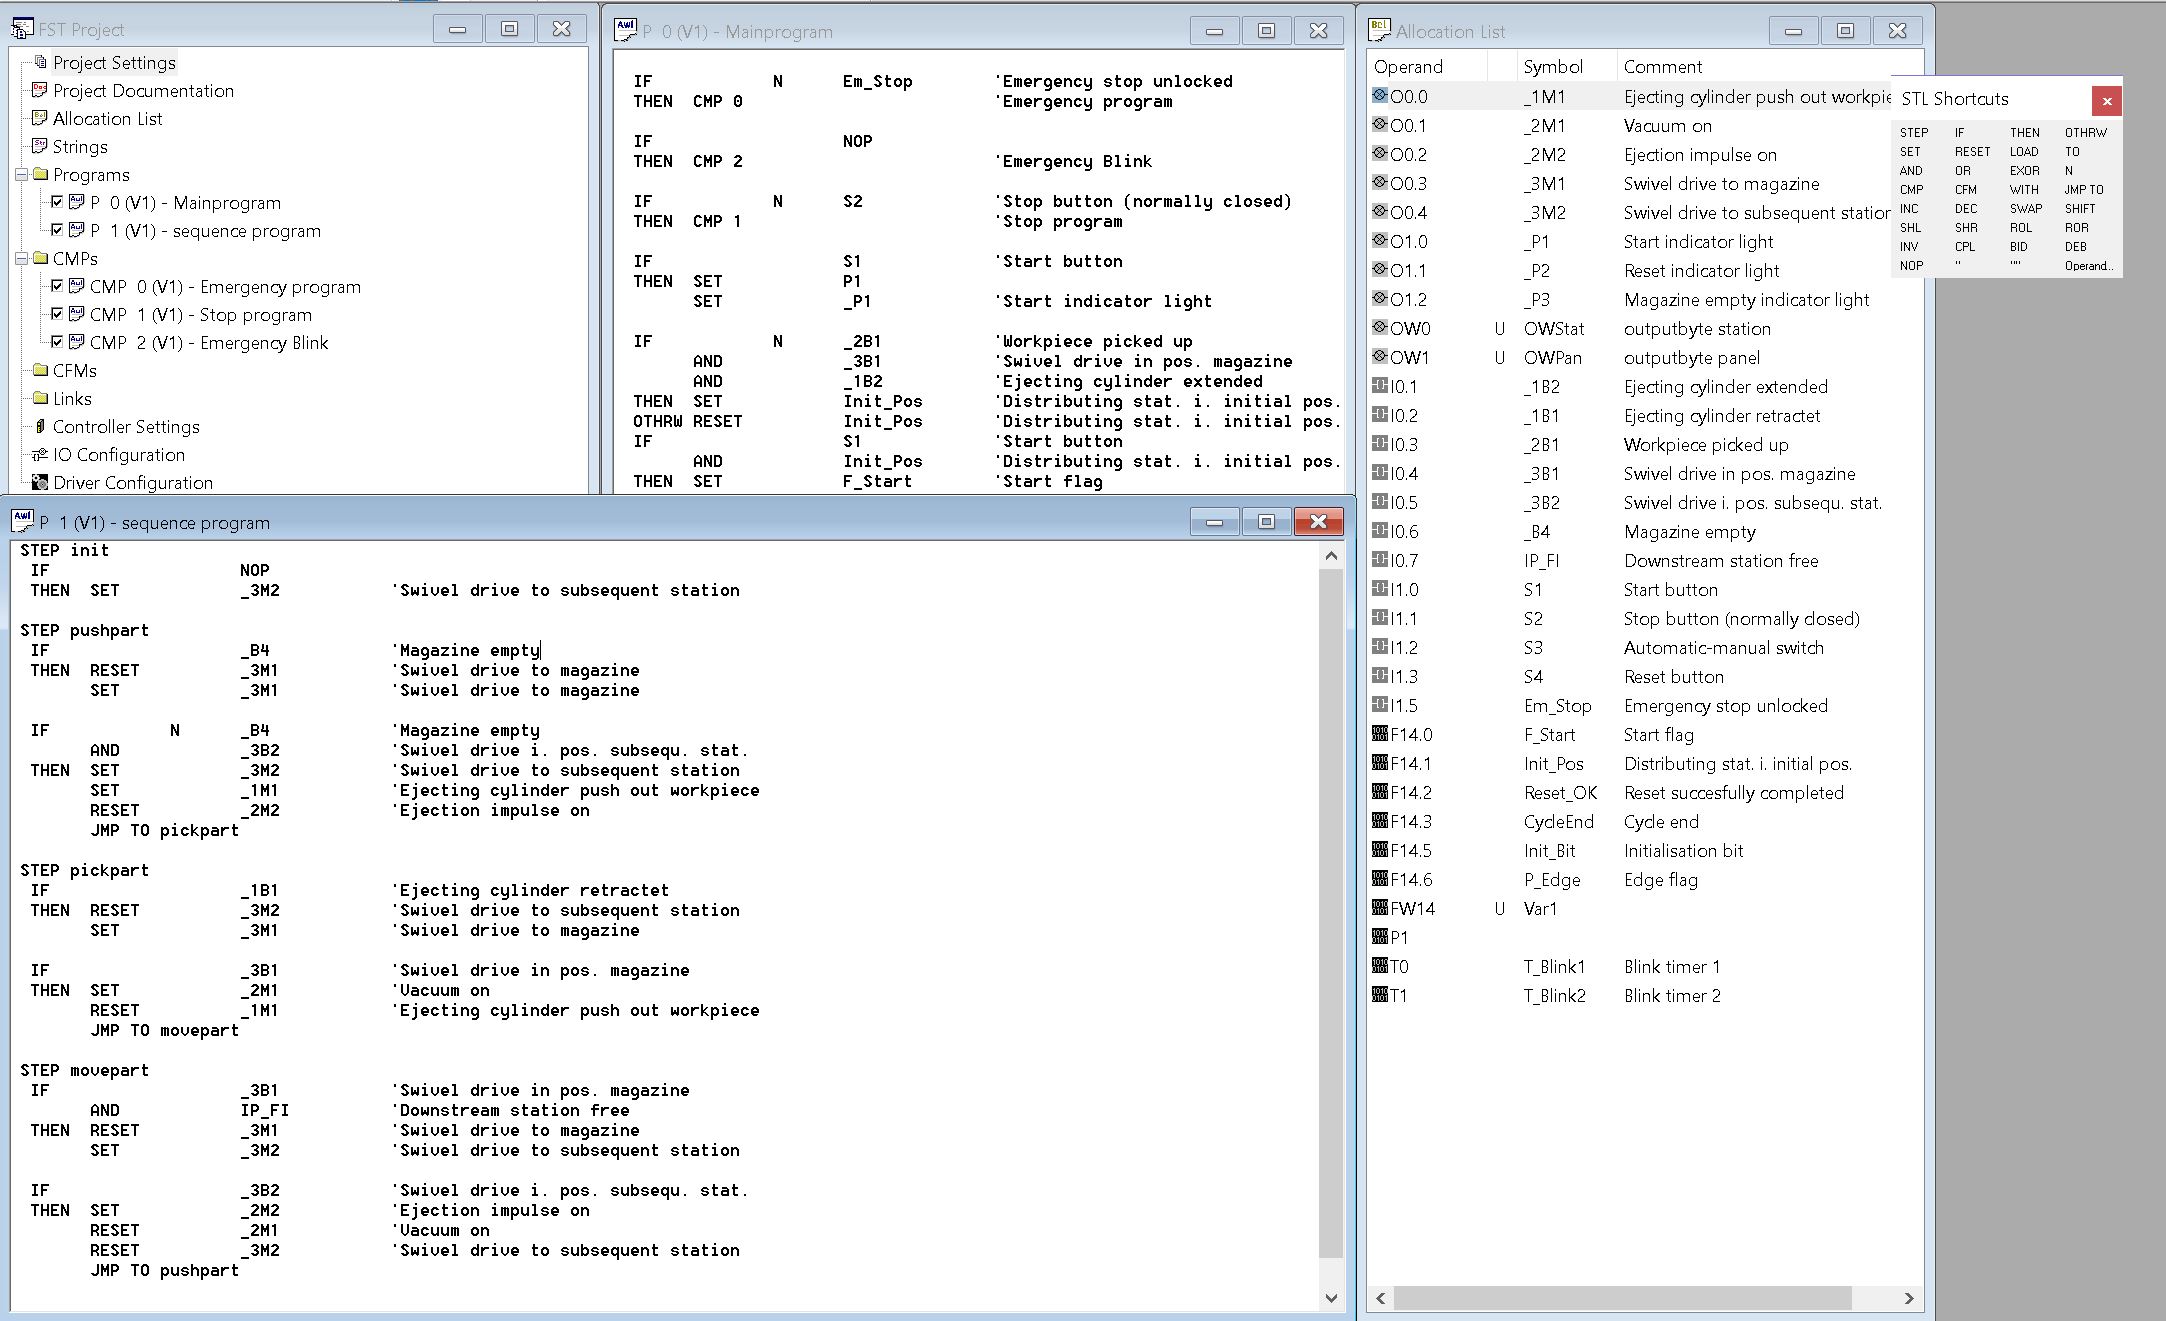 FST Project
Project Settings
Project Documentation
Allocation List
Strings
Programs
P 0 (V1) - Mainprogram
P 1 (V1) - sequence program
CMPs
CMP 0 (V1) - Emergency program
CMP 1 (V1) - Stop program
CMP 2 (V1) - Emergency Blink
CFMs
Links
Controller Settings
IO Configuration
Driver Configuration
P 0 (V1) - Mainprogram
IF N Em_Stop 'Emergency stop unlocked
THEN CMP 0 'Emergency program
IF NOP
THEN CMP 2 'Emergency Blink
IF N S2 'Stop button (normally closed)
THEN CMP 1 'Stop program
IF S1 'Start button
THEN SET P1
SET _P1 'Start indicator light
IF N _2B1 'Workpiece picked up
AND _3B1 'Swivel drive in pos. magazine
AND _1B2 'Ejecting cylinder extended
THEN SET Init_Pos 'Distributing stat. i. initial pos.
OTHRW RESET Init_Pos 'Distributing stat. i. initial pos.
IF S1 'Start button
AND Init_Pos 'Distributing stat. i. initial pos.
THEN SET F_Start 'Start flag
P 1 (V1) - sequence program
STEP init
IF NOP
THEN SET _3M2 'Swivel drive to subsequent station
STEP pushpart
IF _B4 'Magazine empty
THEN RESET _3M1 'Swivel drive to magazine
SET _3M1 'Swivel drive to magazine
IF N _B4 'Magazine empty
AND _3B2 'Swivel drive i. pos. subsequ. stat.
THEN SET _3M2 'Swivel drive to subsequent station
SET _1M1 'Ejecting cylinder push out workpiece
RESET _2M2 'Ejection impulse on
JMP TO pickpart
STEP pickpart
IF _1B1 'Ejecting cylinder retractet
THEN RESET _3M2 'Swivel drive to subsequent station
SET _3M1 'Swivel drive to magazine
IF _3B1 'Swivel drive in pos. magazine
THEN SET _2M1 'Vacuum on
RESET _1M1 'Ejecting cylinder push out workpiece
JMP TO movepart
STEP movepart
IF _3B1 'Swivel drive in pos. magazine
AND IP_FI 'Downstream station free
THEN RESET _3M1 'Swivel drive to magazine
SET _3M2 'Swivel drive to subsequent station
IF _3B2 'Swivel drive i. pos. subsequ. stat.
THEN SET _2M2 'Ejection impulse on
RESET _2M1 'Vacuum on
RESET _3M2 'Swivel drive to subsequent station
JMP TO pushpart
Allocation List
Operand Symbol Comment
O0.0 _1M1 Ejecting cylinder push out workpie
O0.1 _2M1 Vacuum on
O0.2 _2M2 Ejection impulse on
O0.3 _3M1 Swivel drive to magazine
O0.4 _3M2 Swivel drive to subsequent station
O1.0 _P1 Start indicator light
O1.1 _P2 Reset indicator light
O1.2 _P3 Magazine empty indicator light
OW0 U OWStat outputbyte station
OW1 U OWPan outputbyte panel
I0.1 _1B2 Ejecting cylinder extended
I0.2 _1B1 Ejecting cylinder retractet
I0.3 _2B1 Workpiece picked up
I0.4 _3B1 Swivel drive in pos. magazine
I0.5 _3B2 Swivel drive i. pos. subsequ. stat.
I0.6 _B4 Magazine empty
I0.7 IP_FI Downstream station free
I1.0 S1 Start button
I1.1 S2 Stop button (normally closed)
I1.2 S3 Automatic-manual switch
I1.3 S4 Reset button
I1.5 Em_Stop Emergency stop unlocked
F14.0 F_Start Start flag
F14.1 Init_Pos Distributing stat. i. initial pos.
F14.2 Reset_OK Reset succesfully completed
F14.3 CycleEnd Cycle end
F14.5 Init_Bit Initialisation bit
F14.6 P_Edge Edge flag
FW14 U Var1
P1
T0 T_Blink1 Blink timer 1
T1 T_Blink2 Blink timer 2
STL Shortcuts
STEP IF THEN OTHRW
SET RESET LOAD TO
AND OR EXOR N
CMP CFM WITH JMP TO
INC DEC SWAP SHIFT
SHL SHR ROL ROR
INV CPL BID DEB
NOP '' "" Operand...